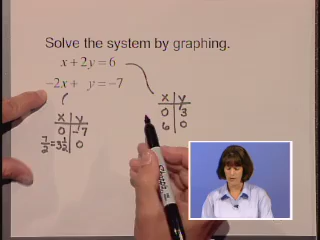 Solve the system by graphing.
x + 2y = 6
-2x + y = -7
x | y
0 | 3
6 | 0
x | y
0 | -7
7/2 = 3 1/2 | 0